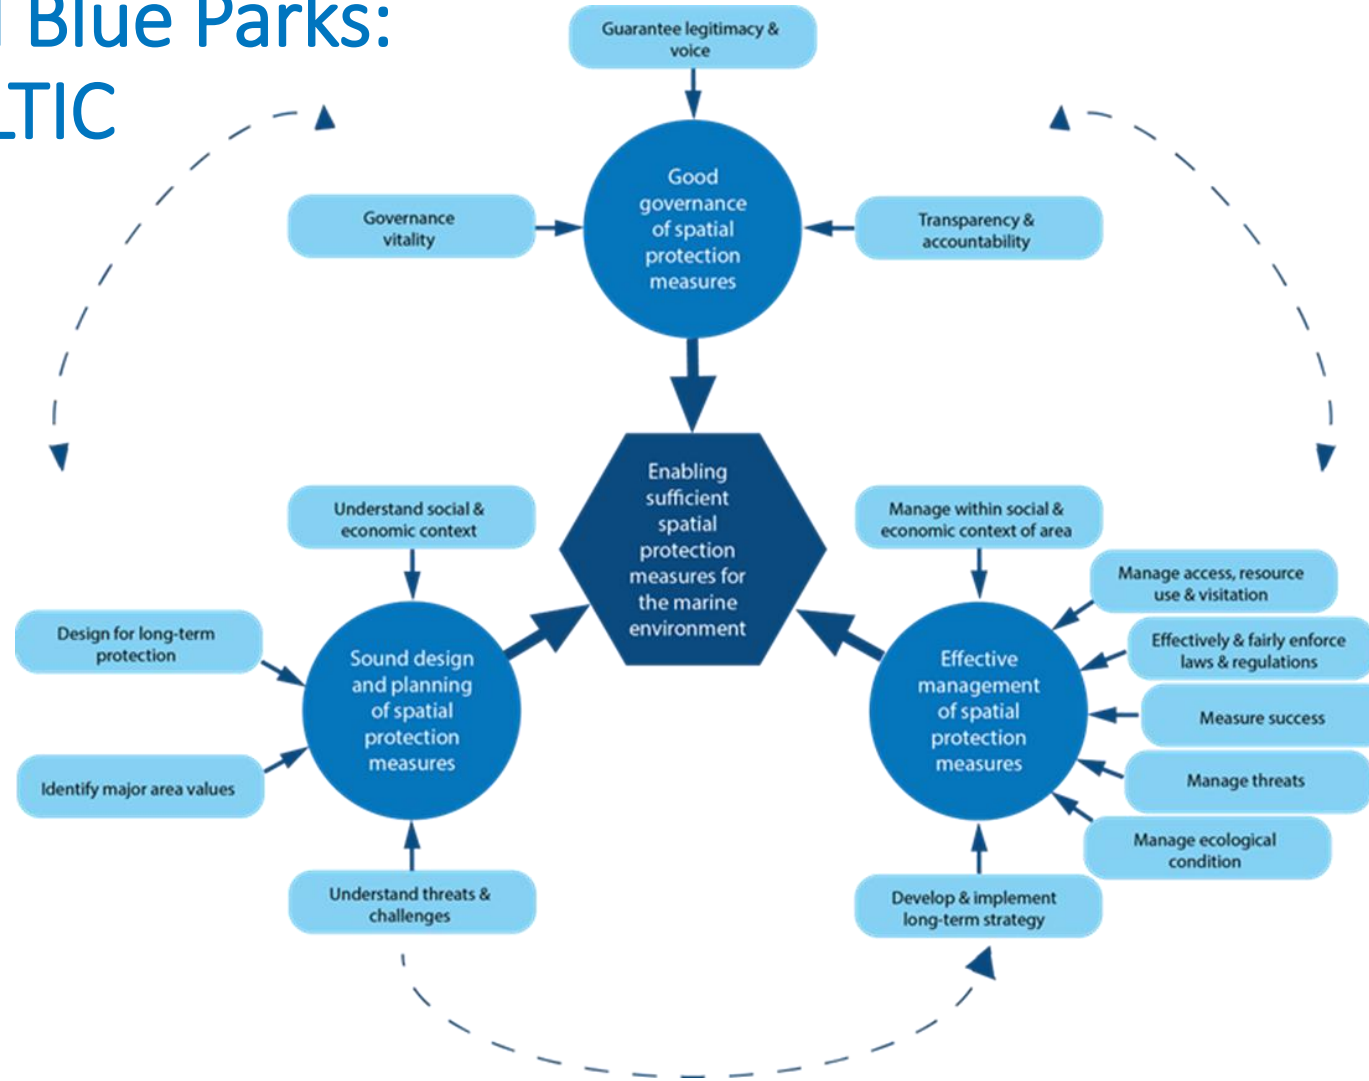 Blue Parks:
LTIC
Guarantee legitimacy &
voice
Good
governance
of spatial
protection
measures
Governance
vitality
Transparency &
accountability
Enabling
sufficient
spatial
protection
measures for
the marine
environment
Understand social &
economic context
Design for long-term
protection
Identify major area values
Sound design
and planning
of spatial
protection
measures
Understand threats &
challenges
Manage within social &
economic context of area
Manage access, resource
use & visitation
Effectively & fairly enforce
laws & regulations
Measure success
Manage threats
Manage ecological
condition
Effective
management
of spatial
protection
measures
Develop & implement
long-term strategy